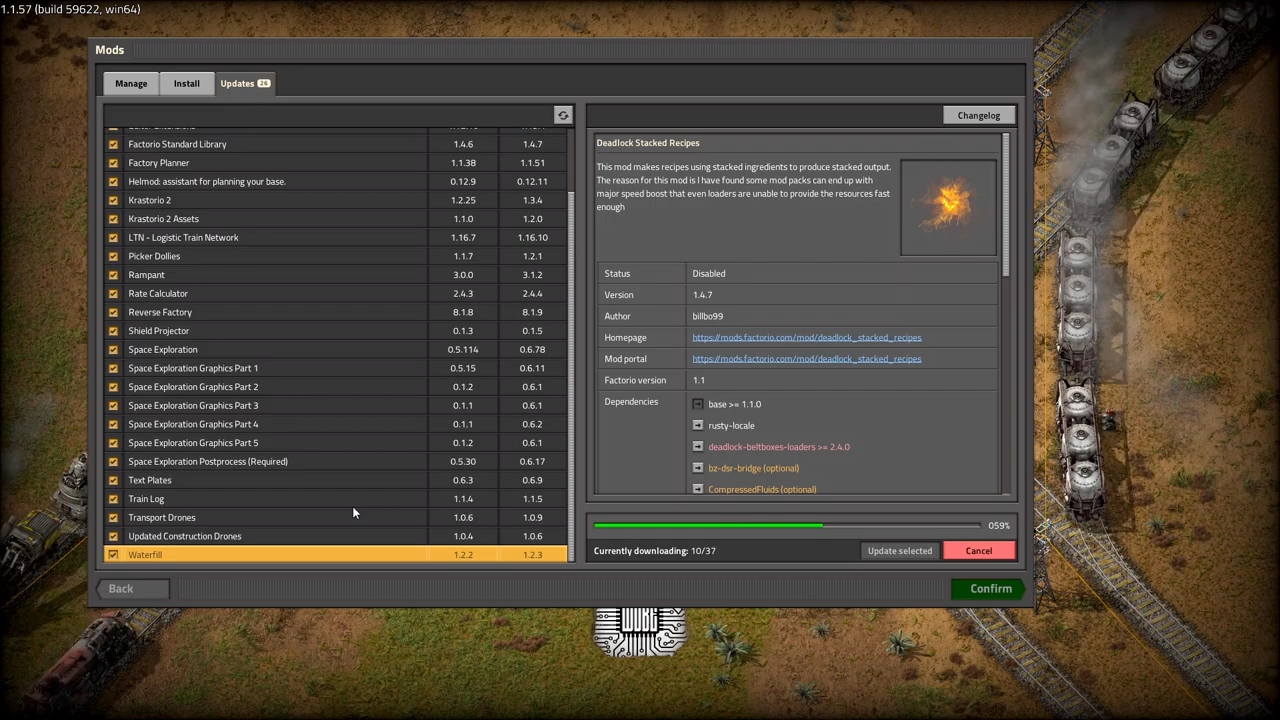 1.1.57 (build 59622, win64)
Mods
Manage Install Updates 26
Changelog
Factorio Standard Library 1.4.6 1.4.7
Factory Planner 1.1.38 1.1.51
Helmod: assistant for planning your base. 0.12.9 0.12.11
Krastorio 2 1.2.25 1.3.4
Krastorio 2 Assets 1.1.0 1.2.0
LTN - Logistic Train Network 1.16.7 1.16.10
Picker Dollies 1.1.7 1.2.1
Rampant 3.0.0 3.1.2
Rate Calculator 2.4.3 2.4.4
Reverse Factory 8.1.8 8.1.9
Shield Projector 0.1.3 0.1.5
Space Exploration 0.5.114 0.6.78
Space Exploration Graphics Part 1 0.5.15 0.6.11
Space Exploration Graphics Part 2 0.1.2 0.6.1
Space Exploration Graphics Part 3 0.1.1 0.6.1
Space Exploration Graphics Part 4 0.1.1 0.6.2
Space Exploration Graphics Part 5 0.1.2 0.6.1
Space Exploration Postprocess (Required) 0.5.30 0.6.17
Text Plates 0.6.3 0.6.9
Train Log 1.1.4 1.1.5
Transport Drones 1.0.6 1.0.9
Updated Construction Drones 1.0.4 1.0.6
Waterfill 1.2.2 1.2.3
Deadlock Stacked Recipes
This mod makes recipes using stacked ingredients to produce stacked output.
The reason for this mod is I have found some mod packs can end up with
major speed boost that even loaders are unable to provide the resources fast
enough
Status Disabled
Version 1.4.7
Author billbo99
Homepage https://mods.factorio.com/mod/deadlock_stacked_recipes
Mod portal https://mods.factorio.com/mod/deadlock_stacked_recipes
Factorio version 1.1
Dependencies base >= 1.1.0
rusty-locale
deadlock-beltboxes-loaders >= 2.4.0
bz-dsr-bridge (optional)
CompressedFluids (optional)
059%
Currently downloading: 10/37 Update selected Cancel
Back Confirm